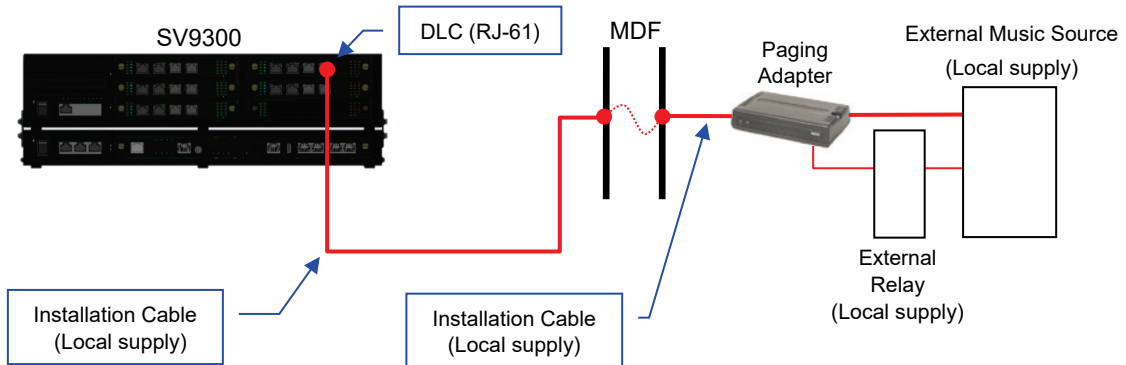 SV9300
DLC (RJ-61)
MDF
Paging
Adapter
External Music Source
(Local supply)
External
Relay
(Local supply)
Installation Cable
(Local supply)
Installation Cable
(Local supply)